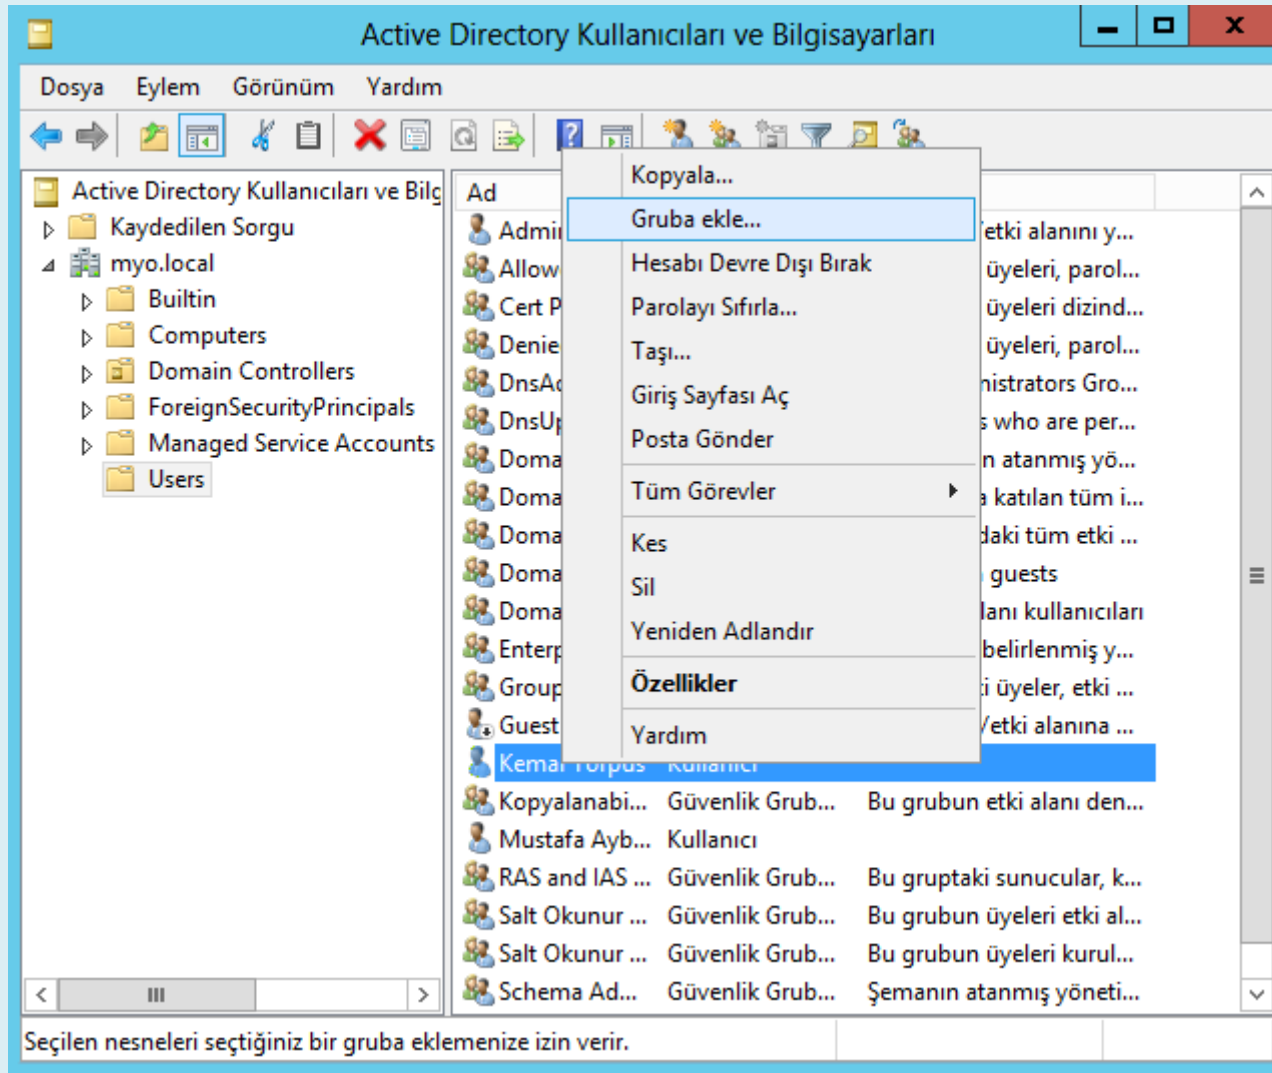 Active Directory Kullanıcıları ve Bilgisayarları
Dosya Eylem Görünüm Yardım
Active Directory Kullanıcıları ve Bilg
Kaydedilen Sorgu
myo.local
Builtin
Computers
Domain Controllers
ForeignSecurityPrincipals
Managed Service Accounts
Users
Ad
Kopyala...
Gruba ekle...
Hesabı Devre Dışı Bırak
Parolayı Sıfırla...
Taşı...
Giriş Sayfası Aç
Posta Gönder
Tüm Görevler
Kes
Sil
Yeniden Adlandır
Özellikler
Yardım
Admi etki alanını y...
Allow üyeleri, parol...
Cert P üyeleri dizind...
Denie üyeleri, parol...
DnsAd nistrators Gro...
DnsUp s who are per...
Doma n atanmış yö...
Doma a katılan tüm i...
Doma daki tüm etki ...
Doma guests
Doma lanı kullanıcıları
Enterp belirlenmiş y...
Group i üyeler, etki ...
Guest /etki alanına ...
Kemal Torpus Kullanıcı
Kopyalanabi... Güvenlik Grub... Bu grubun etki alanı den...
Mustafa Ayb... Kullanıcı
RAS and IAS ... Güvenlik Grub... Bu gruptaki sunucular, k...
Salt Okunur ... Güvenlik Grub... Bu grubun üyeleri etki al...
Salt Okunur ... Güvenlik Grub... Bu grubun üyeleri kurul...
Schema Ad... Güvenlik Grub... Şemanın atanmış yöneti...
Seçilen nesneleri seçtiğiniz bir gruba eklemenize izin verir.